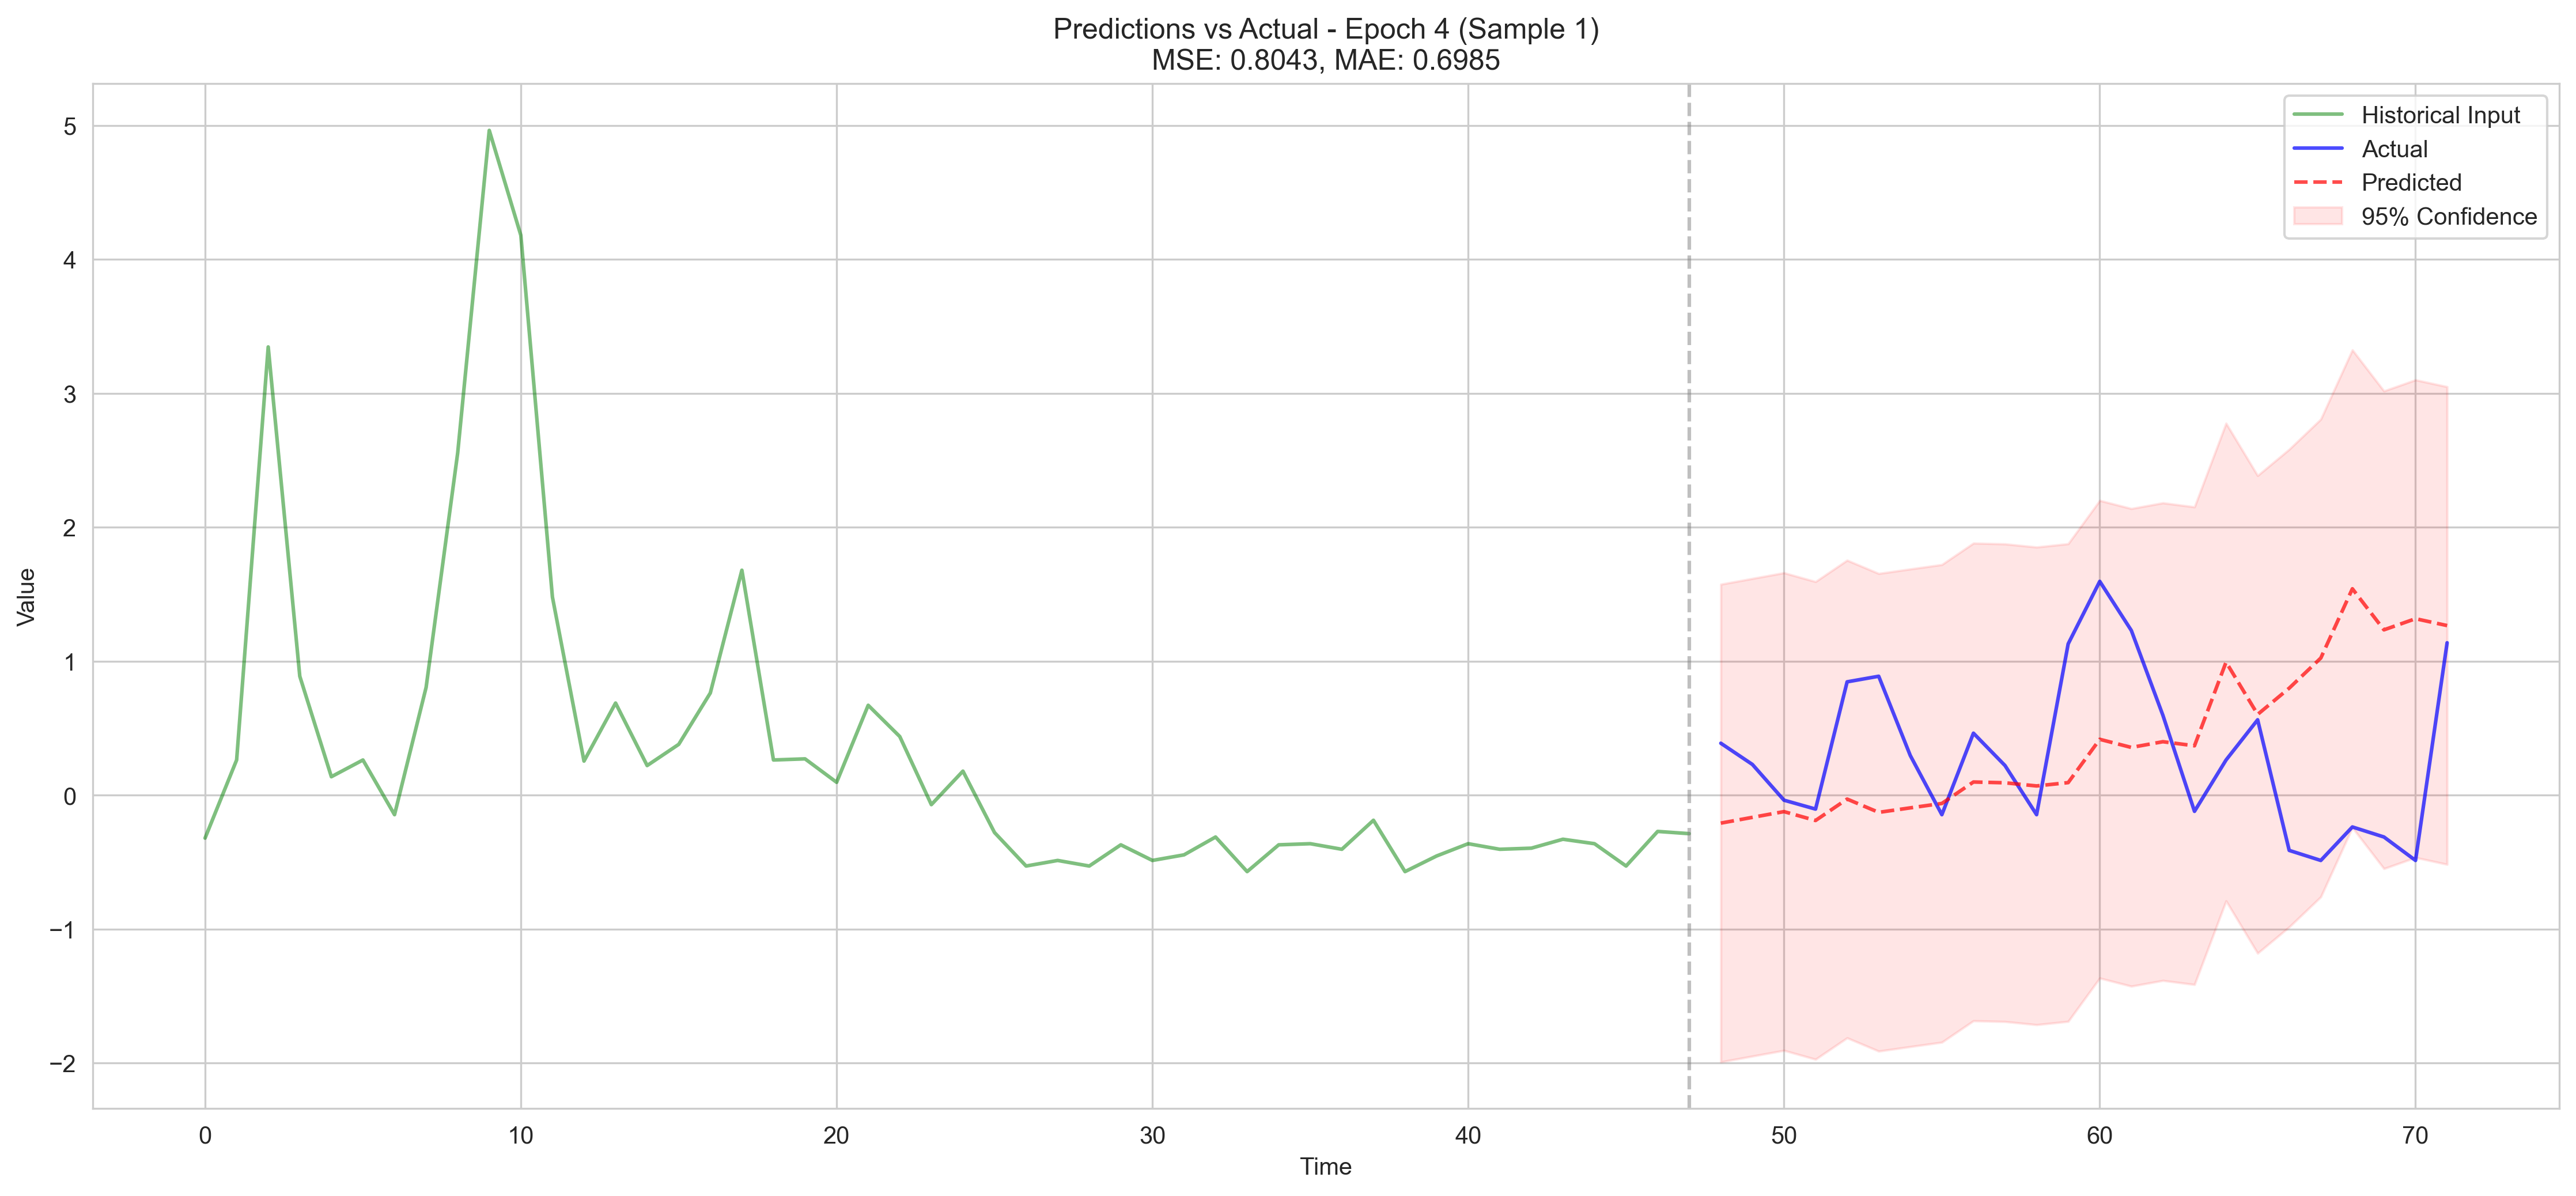 Predictions vs Actual - Epoch 4 (Sample 1)
MSE: 0.8043, MAE: 0.6985
Historical Input
Actual
Predicted
95% Confidence
5
4
3
2
1
0
−1
−2
Value
0 10 20 30 40 50 60 70
Time